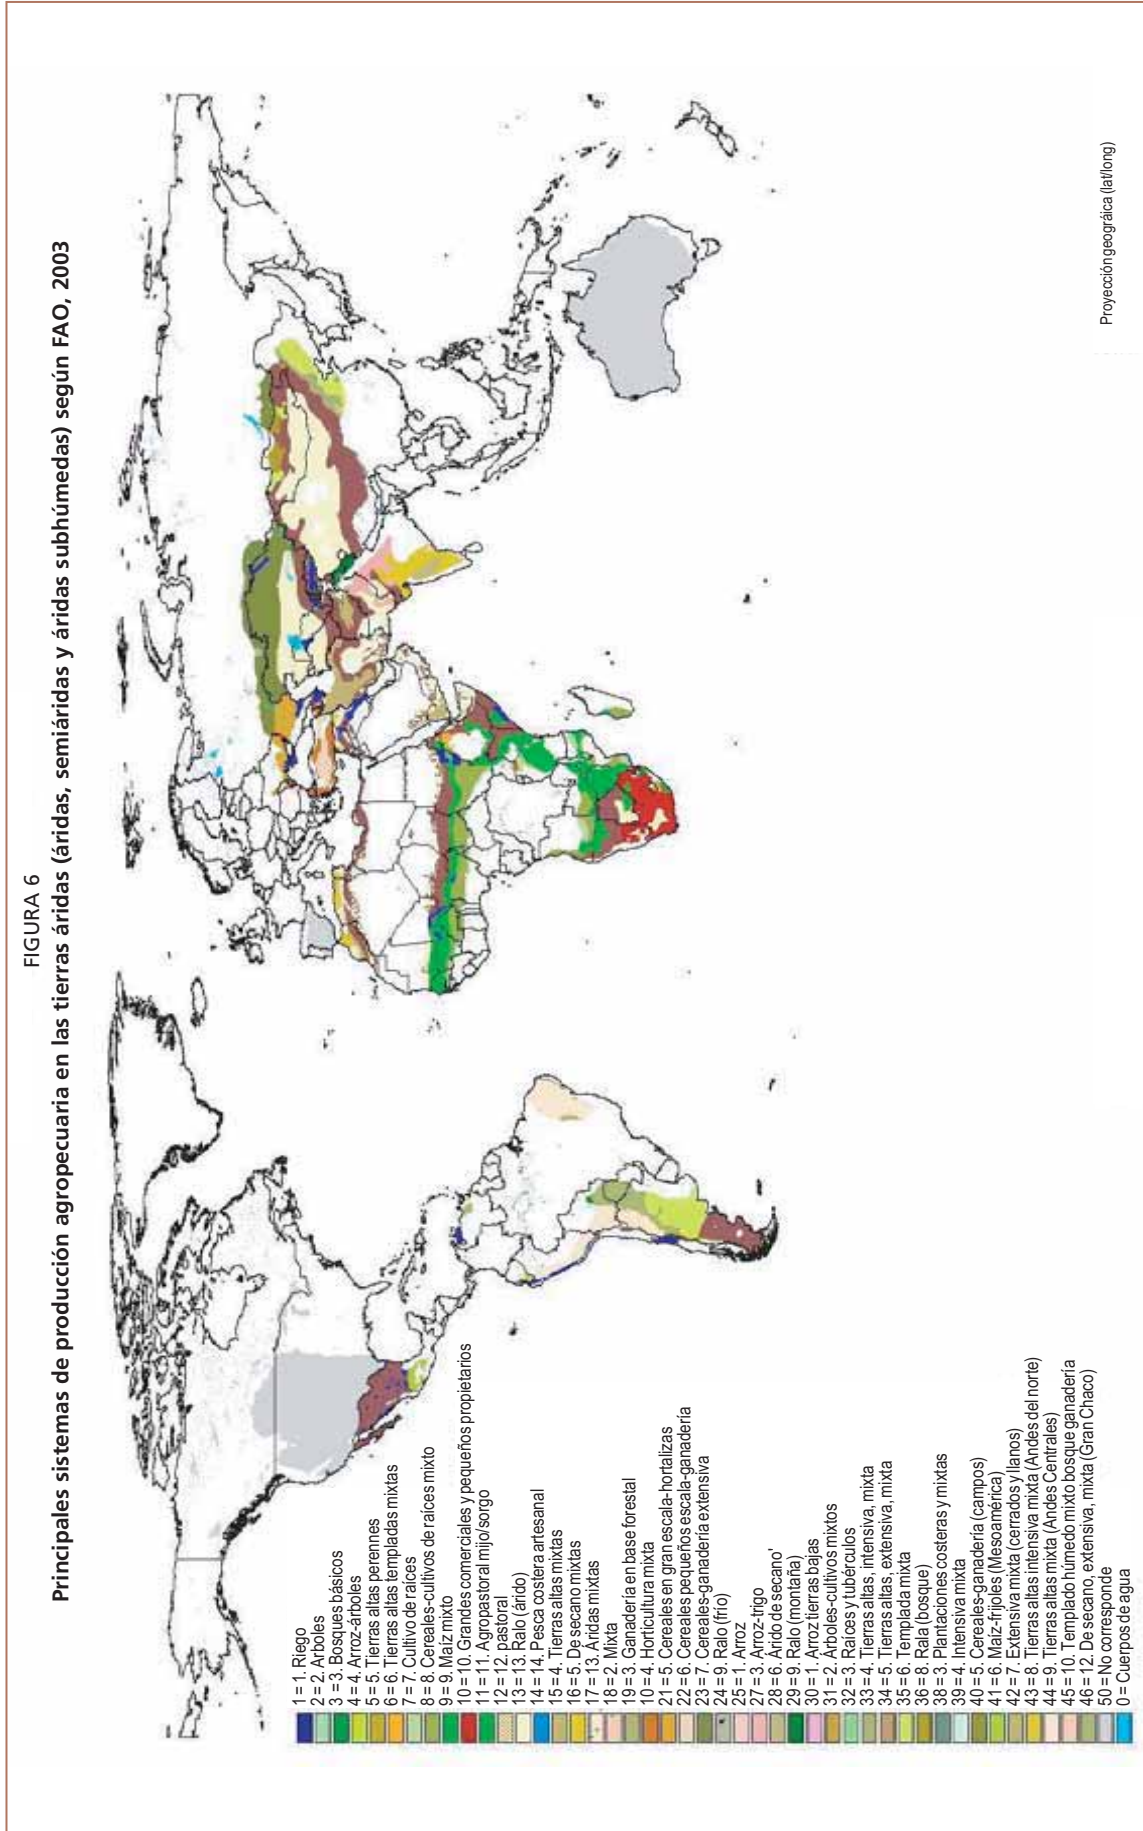 FIGURA 6
Principales sistemas de producción agropecuaria en las tierras áridas (áridas, semiáridas y áridas subhúmedas) según FAO, 2003
1 = 1. Riego
2 = 2. Árboles
3 = 3. Bosques básicos
4 = 4. Arroz-árboles
5 = 5. Tierras altas perennes
6 = 6. Tierras altas templadas mixtas
7 = 7. Cultivo de raíces
8 = 8. Cereales-cultivos de raíces mixto
9 = 9. Maíz mixto
10 = 10. Grandes comerciales y pequeños propietarios
11 = 11. Agropastoral mijo/sorgo
12 = 12. pastoral
13 = 13. Ralo (árido)
14 = 14. Pesca costera artesanal
15 = 4. Tierras altas mixtas
16 = 5. De secano mixtas
17 = 13. Áridas mixtas
18 = 2. Mixta
19 = 3. Ganadería en base forestal
10 = 4. Horticultura mixta
21 = 5. Cereales en gran escala-hortalizas
22 = 6. Cereales pequeños escala-ganadería
23 = 7. Cereales-ganadería extensiva
24 = 9. Ralo (frío)
25 = 1. Arroz
27 = 3. Arroz-trigo
28 = 6. Árido de secano'
29 = 9. Ralo (montaña)
30 = 1. Arroz tierras bajas
31 = 2. Árboles-cultivos mixtos
32 = 3. Raíces y tubérculos
33 = 4. Tierras altas, intensiva, mixta
34 = 5. Tierras altas, extensiva, mixta
35 = 6. Templada mixta
36 = 8. Rala (bosque)
38 = 3. Plantaciones costeras y mixtas
39 = 4. Intensiva mixta
40 = 5. Cereales-ganadería (campos)
41 = 6. Maíz-frijoles (Mesoamérica)
42 = 7. Extensiva mixta (cerrados y llanos)
43 = 8. Tierras altas intensiva mixta (Andes del norte)
44 = 9. Tierras altas mixta (Andes Centrales)
45 = 10. Templado húmedo mixto bosque ganadería
46 = 12. De secano, extensiva, mixta (Gran Chaco)
50 = No corresponde
0 = Cuerpos de agua
Proyección geográica (lat/long)